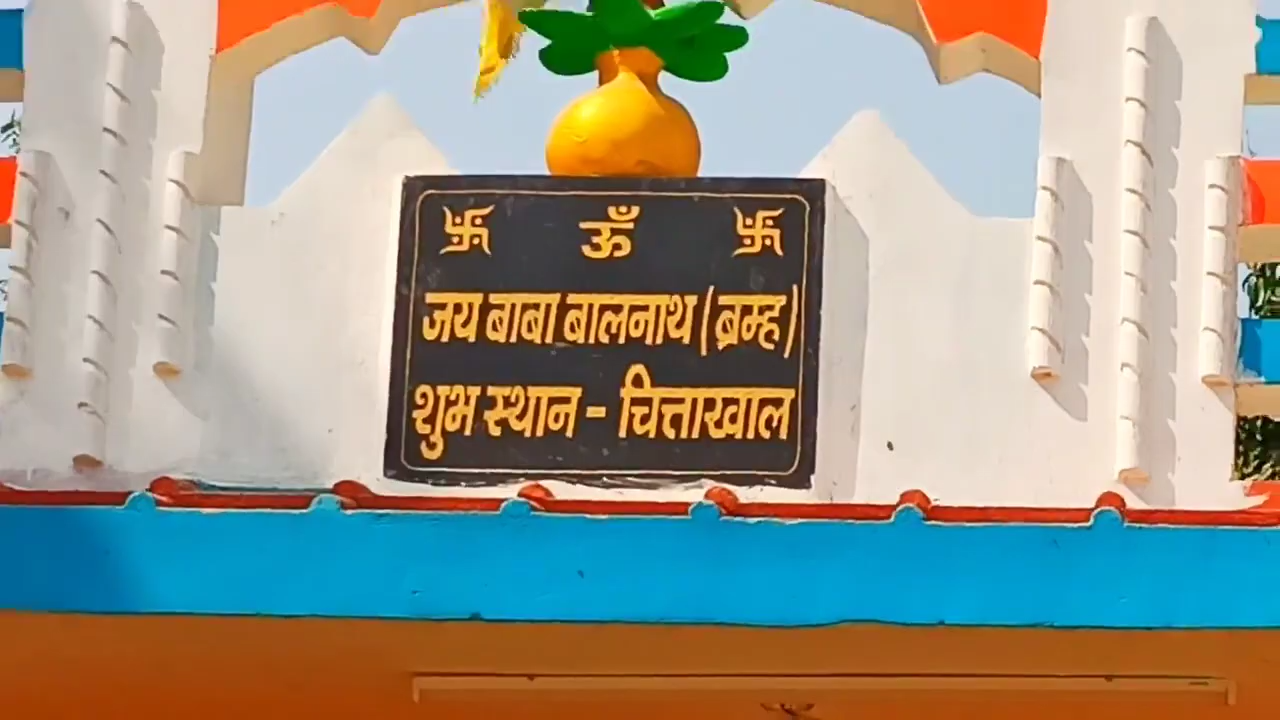 卐 ॐ 卐
जय बाबा बालनाथ (ब्रम्ह)
शुभ स्थान - चित्ताखाल